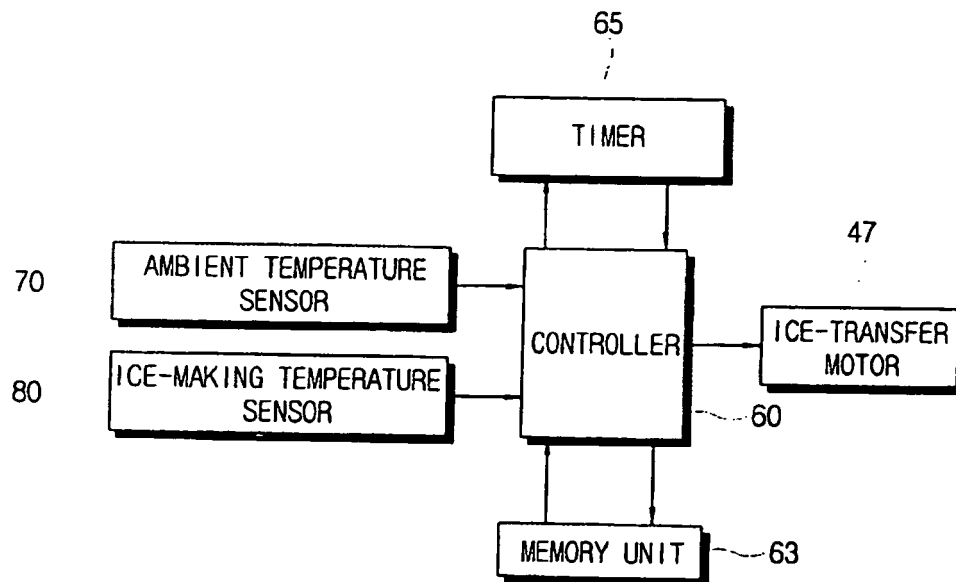 65
TIMER
47
70
AMBIENT TEMPERATURE
SENSOR
CONTROLLER
ICE-TRANSFER
MOTOR
80
ICE-MAKING TEMPERATURE
SENSOR
60
MEMORY UNIT
63